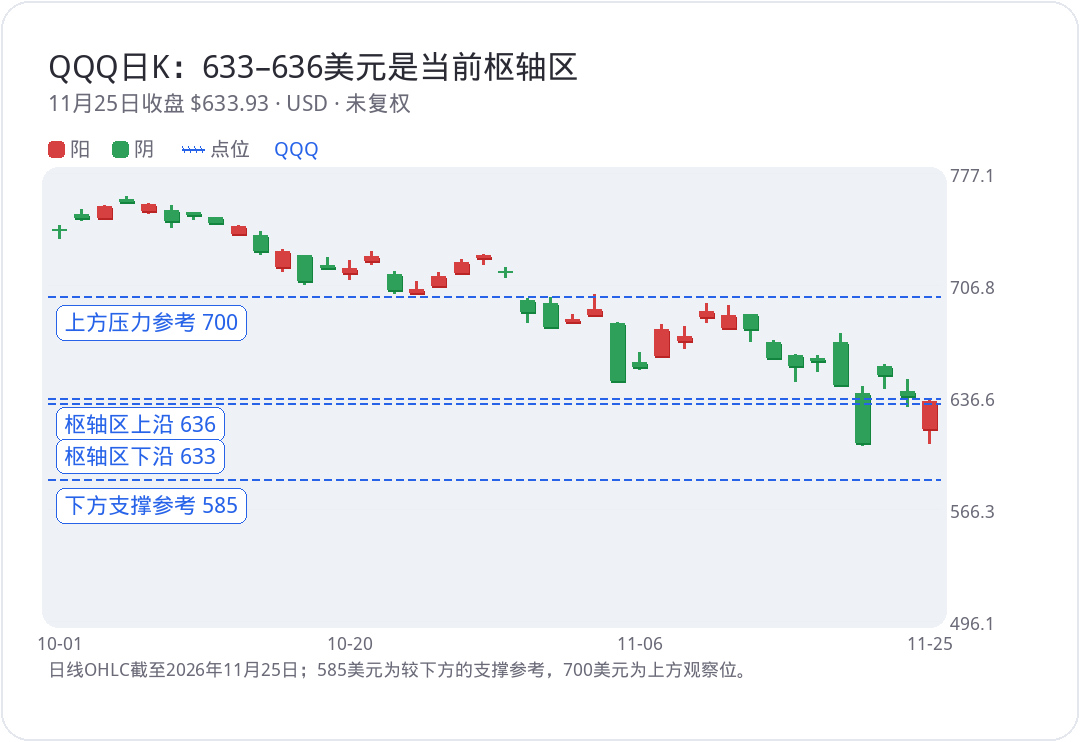 QQQ日K：633–636美元是当前枢轴区
11月25日收盘 $633.93 · USD · 未复权
阳 阴 点位 QQQ
777.1
706.8
上方压力参考 700
636.6
枢轴区上沿 636
枢轴区下沿 633
下方支撑参考 585
566.3
496.1
10-01 10-20 11-06 11-25
日线OHLC截至2026年11月25日；585美元为较下方的支撑参考，700美元为上方观察位。